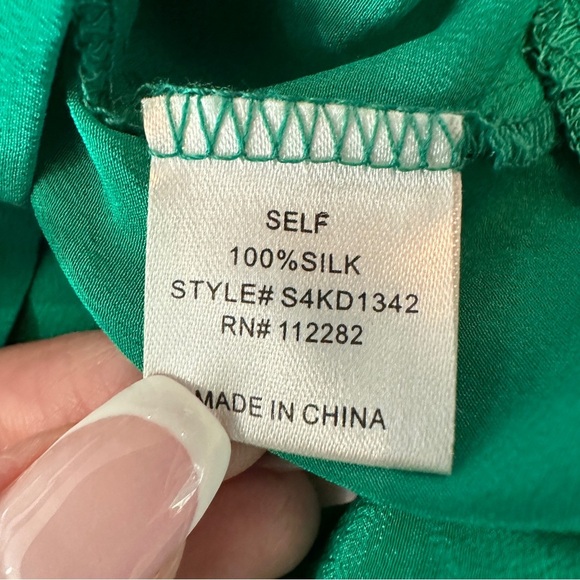 SELF
100%SILK
STYLE# S4KD1342
RN# 112282
MADE IN CHINA